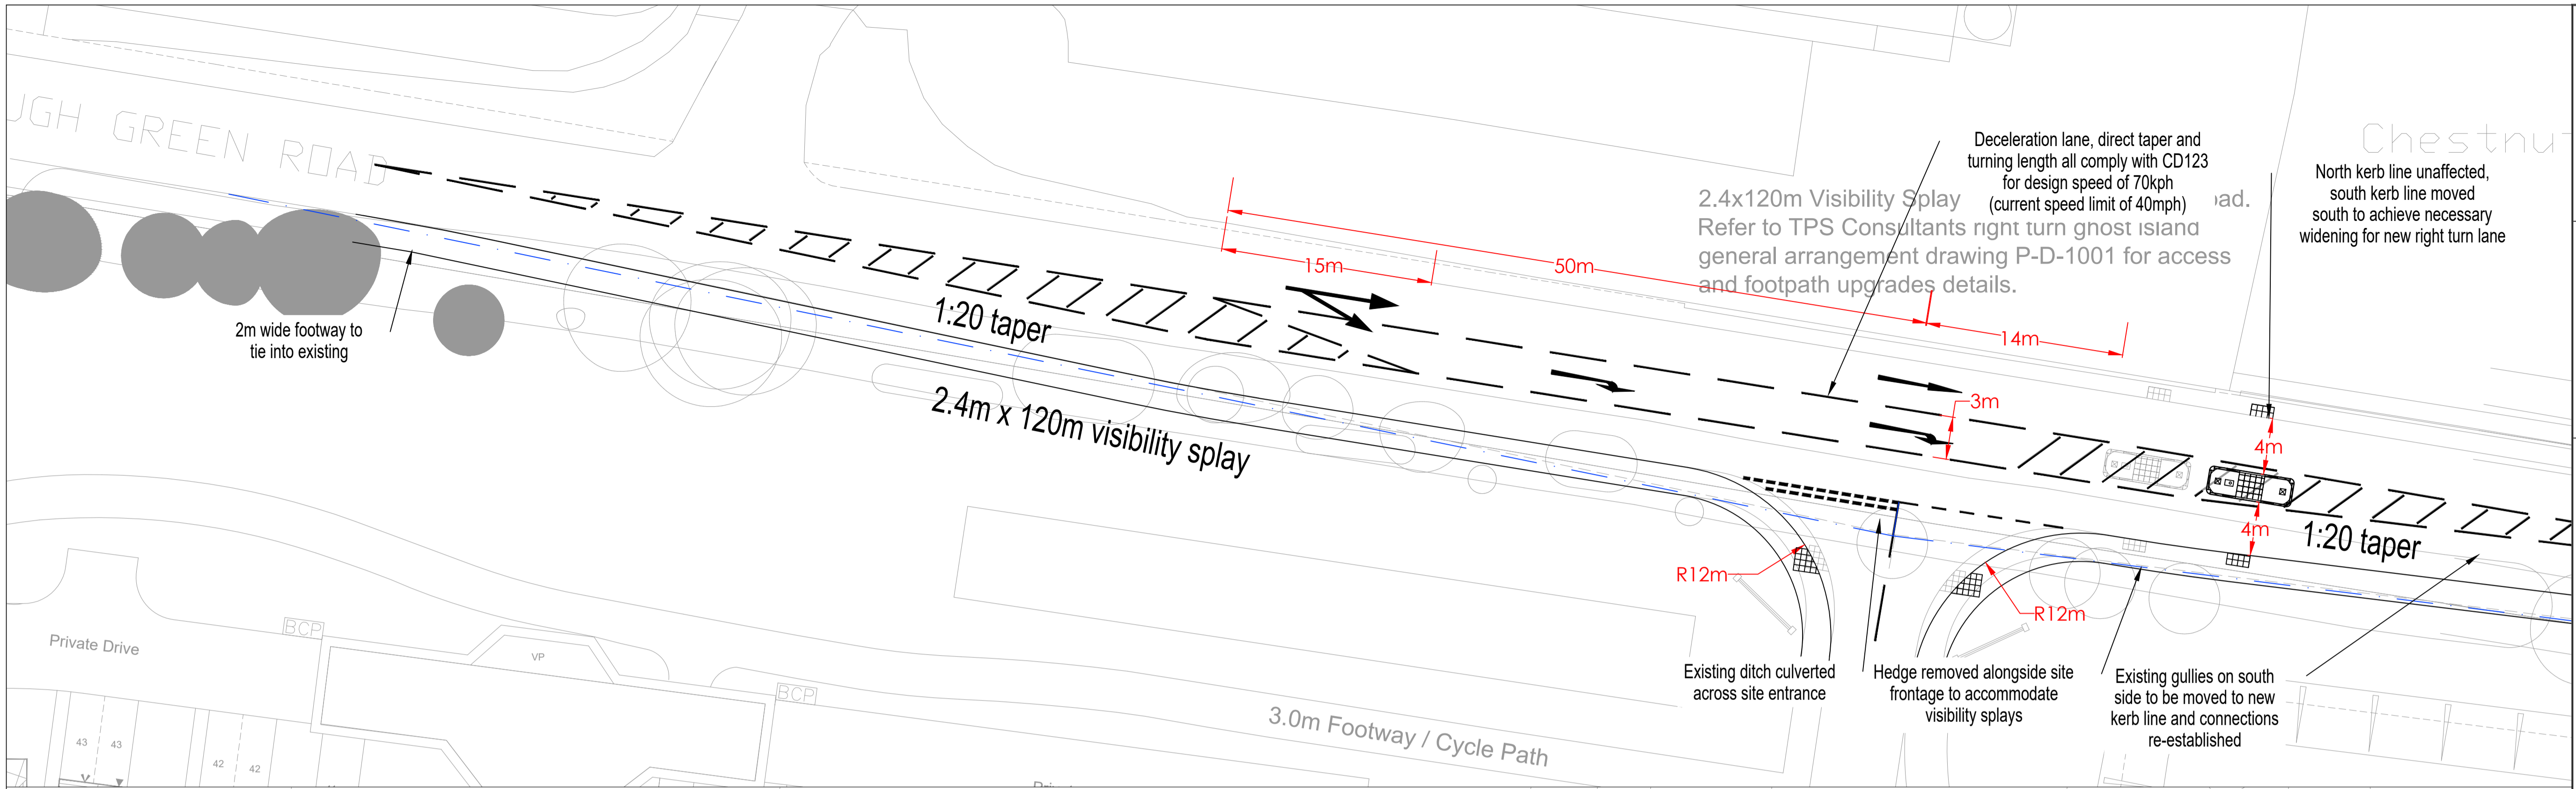 UGH GREEN ROAD
2m wide footway to
tie into existing
1:20 taper
2.4m x 120m visibility splay
15m
50m
14m
Deceleration lane, direct taper and
turning length all comply with CD123
for design speed of 70kph
(current speed limit of 40mph)
2.4x120m Visibility Splay
Refer to TPS Consultants right turn ghost island
general arrangement drawing P-D-1001 for access
and footpath upgrades details.
Chestnu
North kerb line unaffected,
south kerb line moved
south to achieve necessary
widening for new right turn lane
3m
4m
4m
1:20 taper
R12m
R12m
Existing ditch culverted
across site entrance
Hedge removed alongside site
frontage to accommodate
visibility splays
Existing gullies on south
side to be moved to new
kerb line and connections
re-established
Private Drive
BCP
VP
BCP
3.0m Footway / Cycle Path
43 43
42 42